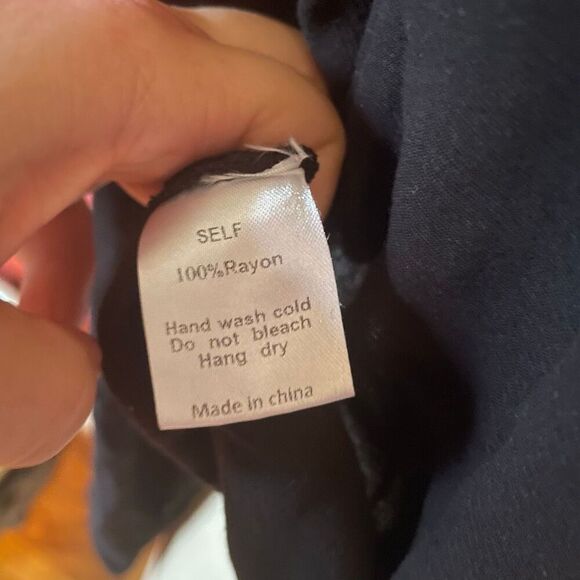 SELF
100%Rayon
Hand wash cold
Do not bleach
Hang dry
Made in china